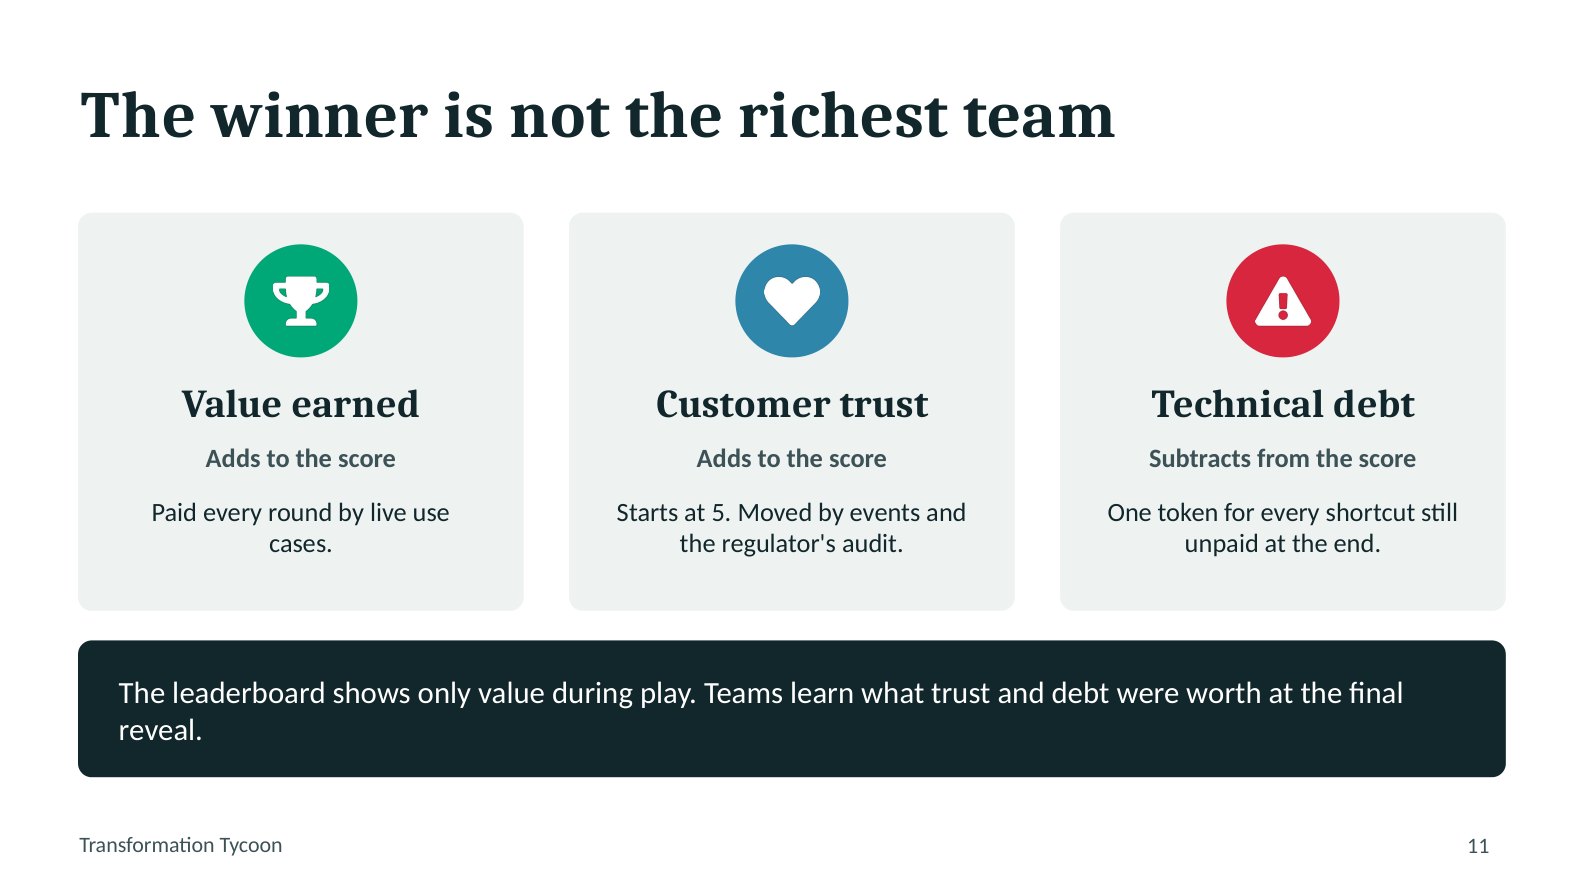 The winner is not the richest team
Value earned
Adds to the score
Paid every round by live use
cases.
Customer trust
Adds to the score
Starts at 5. Moved by events and
the regulator's audit.
Technical debt
Subtracts from the score
One token for every shortcut still
unpaid at the end.
The leaderboard shows only value during play. Teams learn what trust and debt were worth at the final
reveal.
Transformation Tycoon
11